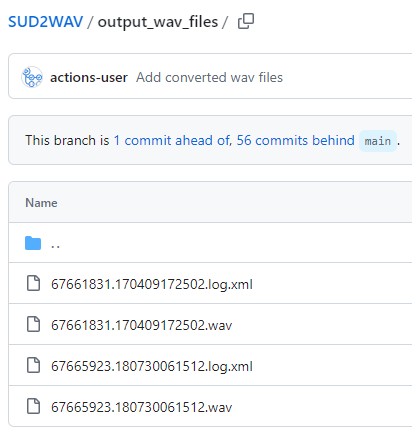 SUD2WAV / output_wav_files /
actions-user Add converted wav files
This branch is 1 commit ahead of, 56 commits behind main.
Name
..
67661831.170409172502.log.xml
67661831.170409172502.wav
67665923.180730061512.log.xml
67665923.180730061512.wav